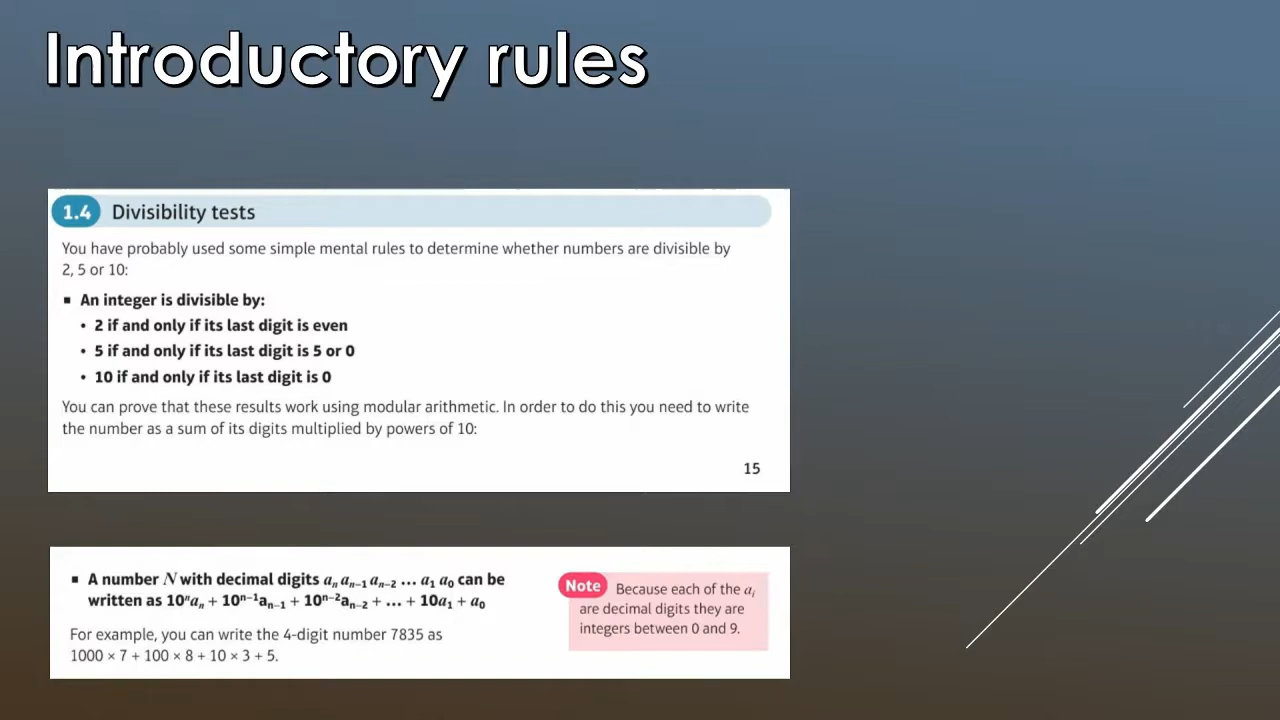 Introductory rules
1.4 Divisibility tests
You have probably used some simple mental rules to determine whether numbers are divisible by
2, 5 or 10:
▪ An integer is divisible by:
• 2 if and only if its last digit is even
• 5 if and only if its last digit is 5 or 0
• 10 if and only if its last digit is 0
You can prove that these results work using modular arithmetic. In order to do this you need to write
the number as a sum of its digits multiplied by powers of 10:
15
▪ A number N with decimal digits aₙ aₙ₋₁ aₙ₋₂ ... a₁ a₀ can be
written as 10ⁿaₙ + 10ⁿ⁻¹aₙ₋₁ + 10ⁿ⁻²aₙ₋₂ + ... + 10a₁ + a₀
For example, you can write the 4-digit number 7835 as
1000 × 7 + 100 × 8 + 10 × 3 + 5.
Note Because each of the aᵢ
are decimal digits they are
integers between 0 and 9.